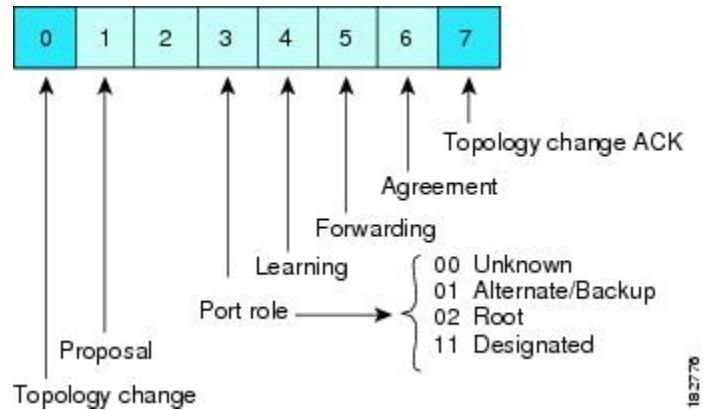 0 1 2 3 4 5 6 7
Topology change ACK
Agreement
Forwarding
Learning
00 Unknown
01 Alternate/Backup
Port role
02 Root
11 Designated
Proposal
Topology change
182776